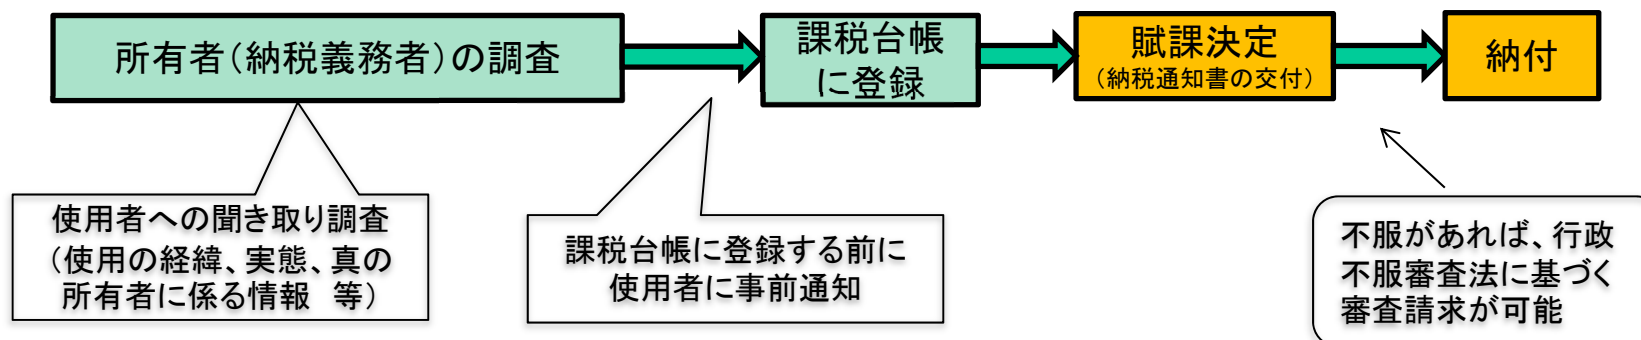 所有者(納税義務者)の調査
課税台帳
に登録
賦課決定
(納税通知書の交付)
納付
使用者への聞き取り調査
(使用の経緯、実態、真の
所有者に係る情報　等)
課税台帳に登録する前に
使用者に事前通知
不服があれば、行政
不服審査法に基づく
審査請求が可能